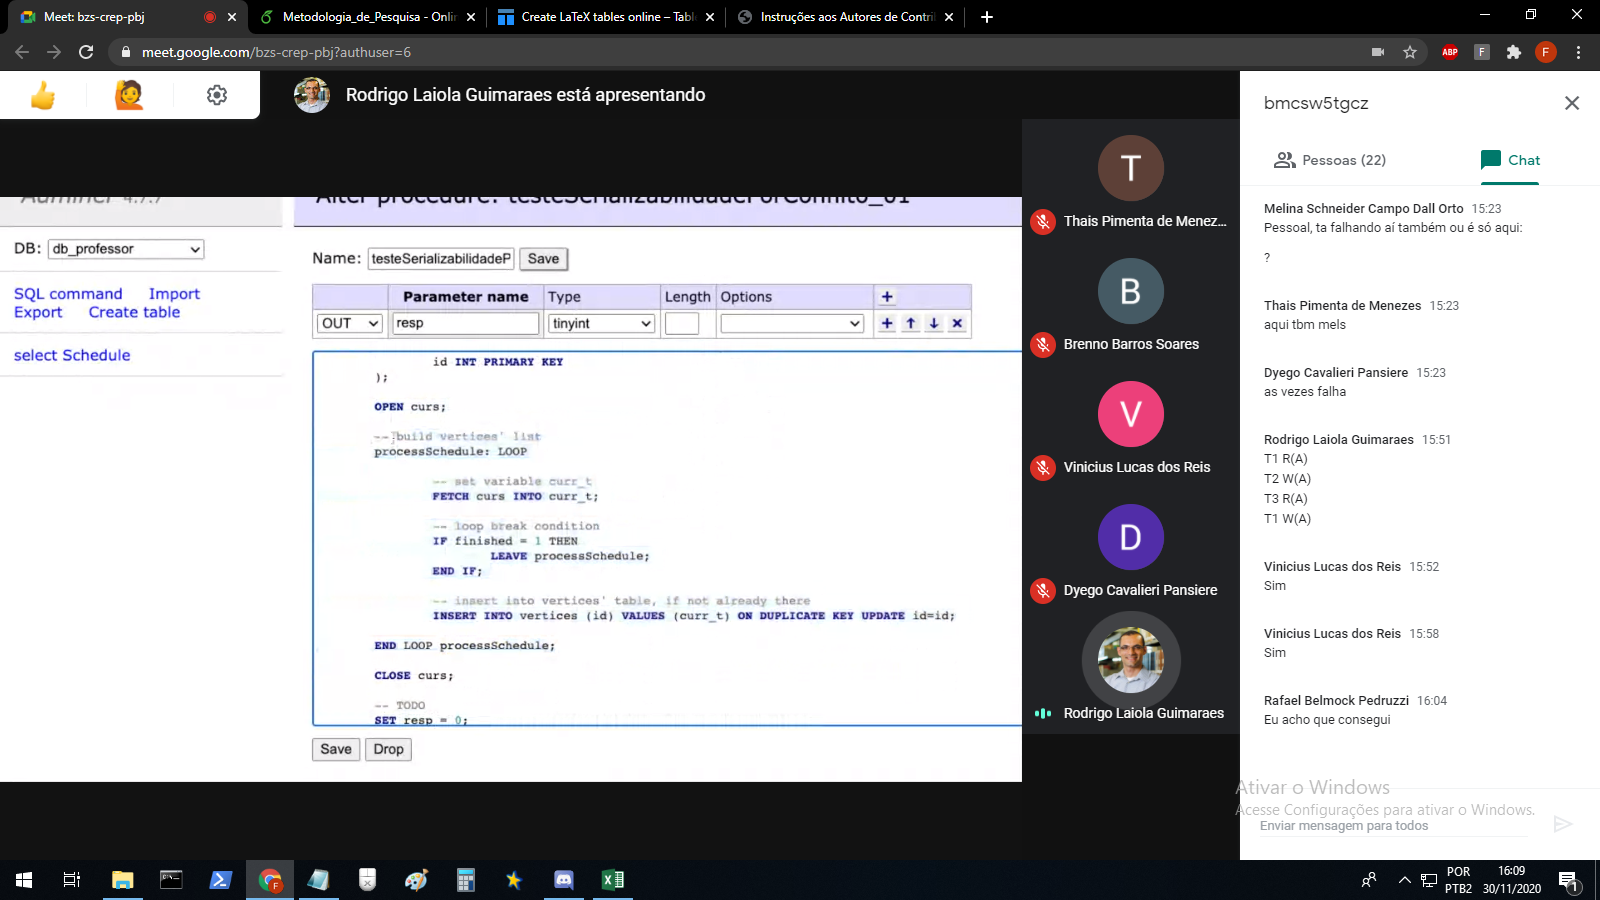 Meet: bzs-crep-pbj
Metodologia_de_Pesquisa - Onlin
Create LaTeX tables online – Tabl
Instruções aos Autores de Contri
meet.google.com/bzs-crep-pbj?authuser=6
ABP
F
F
Rodrigo Laiola Guimaraes está apresentando
Adminer 4.7.7
Alter procedure: testeSerializabilidadePorConflito_01
DB: db_professor
SQL command Import
Export Create table
select Schedule
Name: testeSerializabilidadeP Save
Parameter name Type Length Options
OUT resp tinyint
id INT PRIMARY KEY
);
OPEN curs;
-- build vertices' list
processSchedule: LOOP
-- set variable curr_t
FETCH curs INTO curr_t;
-- loop break condition
IF finished = 1 THEN
LEAVE processSchedule;
END IF;
-- insert into vertices' table, if not already there
INSERT INTO vertices (id) VALUES (curr_t) ON DUPLICATE KEY UPDATE id=id;
END LOOP processSchedule;
CLOSE curs;
-- TODO
SET resp = 0;
Save Drop
T
Thais Pimenta de Menez...
B
Brenno Barros Soares
V
Vinicius Lucas dos Reis
D
Dyego Cavalieri Pansiere
Rodrigo Laiola Guimaraes
bmcsw5tgcz
Pessoas (22) Chat
Melina Schneider Campo Dall Orto 15:23
Pessoal, ta falhando aí também ou é só aqui:
?
Thais Pimenta de Menezes 15:23
aqui tbm mels
Dyego Cavalieri Pansiere 15:23
as vezes falha
Rodrigo Laiola Guimaraes 15:51
T1 R(A)
T2 W(A)
T3 R(A)
T1 W(A)
Vinicius Lucas dos Reis 15:52
Sim
Vinicius Lucas dos Reis 15:58
Sim
Rafael Belmock Pedruzzi 16:04
Eu acho que consegui
Ativar o Windows
Acesse Configurações para ativar o Windows.
Enviar mensagem para todos
POR
PTB2
16:09
30/11/2020
1